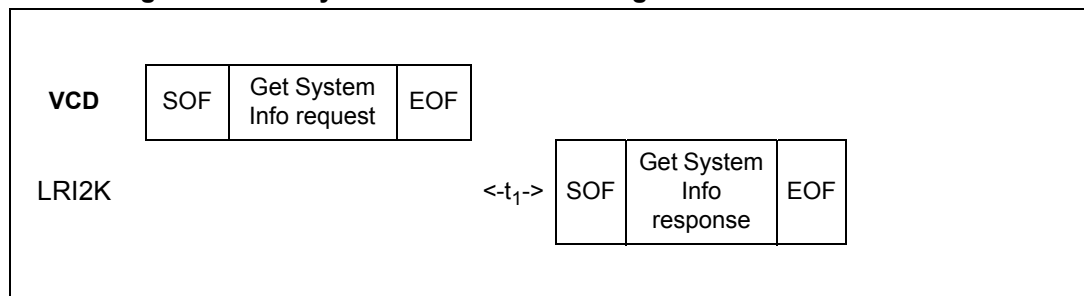 VCD
SOF
Get System
Info request
EOF
LRI2K
<-t₁->
SOF
Get System
Info
response
EOF